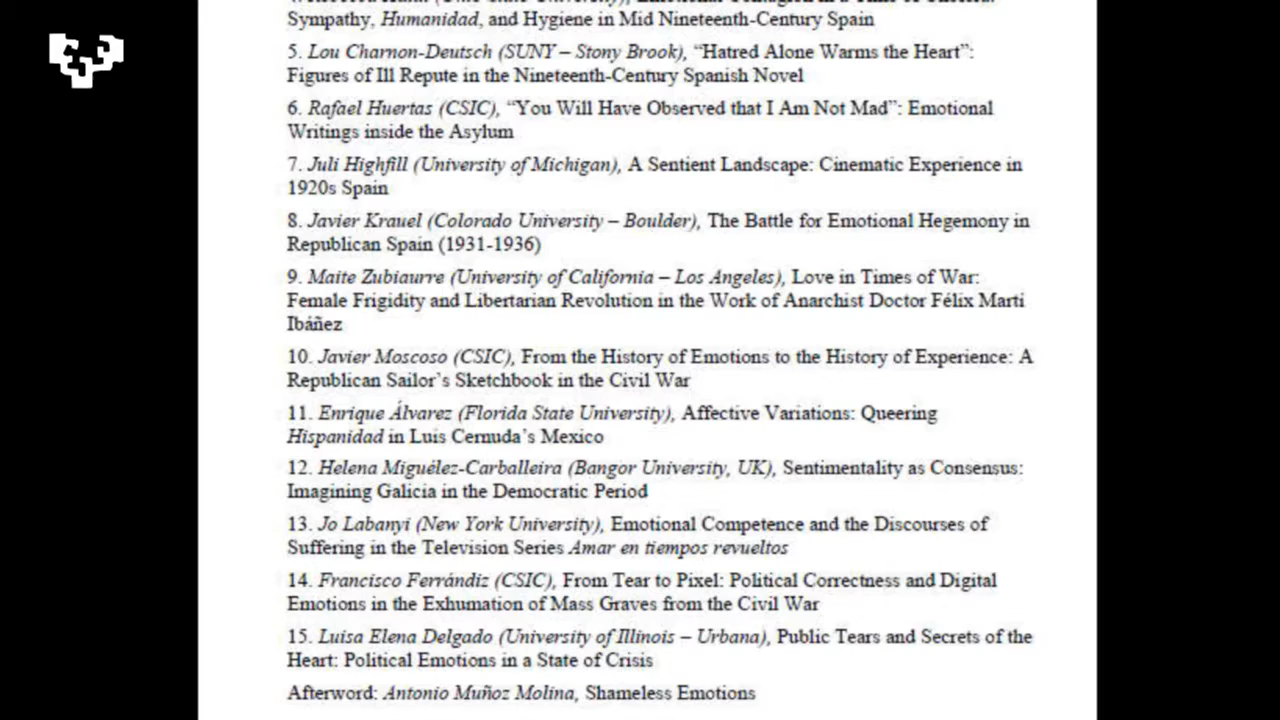 Sympathy, Humanidad, and Hygiene in Mid Nineteenth-Century Spain
5. Lou Charnon-Deutsch (SUNY – Stony Brook), “Hatred Alone Warms the Heart”:
Figures of Ill Repute in the Nineteenth-Century Spanish Novel
6. Rafael Huertas (CSIC), “You Will Have Observed that I Am Not Mad”: Emotional
Writings inside the Asylum
7. Juli Highfill (University of Michigan), A Sentient Landscape: Cinematic Experience in
1920s Spain
8. Javier Krauel (Colorado University – Boulder), The Battle for Emotional Hegemony in
Republican Spain (1931-1936)
9. Maite Zubiaurre (University of California – Los Angeles), Love in Times of War:
Female Frigidity and Libertarian Revolution in the Work of Anarchist Doctor Félix Martí
Ibáñez
10. Javier Moscoso (CSIC), From the History of Emotions to the History of Experience: A
Republican Sailor’s Sketchbook in the Civil War
11. Enrique Álvarez (Florida State University), Affective Variations: Queering
Hispanidad in Luis Cernuda’s Mexico
12. Helena Miguélez-Carballeira (Bangor University, UK), Sentimentality as Consensus:
Imagining Galicia in the Democratic Period
13. Jo Labanyi (New York University), Emotional Competence and the Discourses of
Suffering in the Television Series Amar en tiempos revueltos
14. Francisco Ferrándiz (CSIC), From Tear to Pixel: Political Correctness and Digital
Emotions in the Exhumation of Mass Graves from the Civil War
15. Luisa Elena Delgado (University of Illinois – Urbana), Public Tears and Secrets of the
Heart: Political Emotions in a State of Crisis
Afterword: Antonio Muñoz Molina, Shameless Emotions